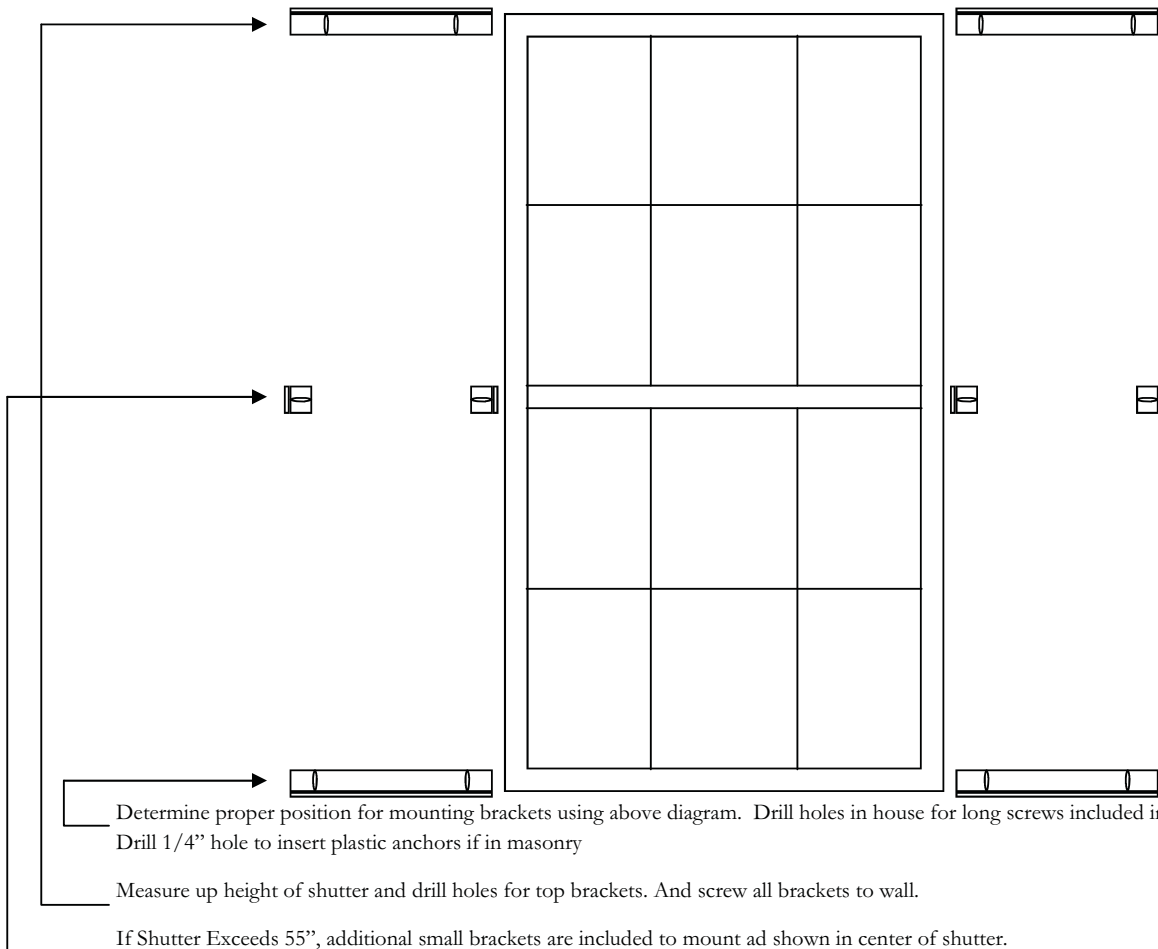 Determine proper position for mounting brackets using above diagram.  Drill holes in house for long screws included i
Drill 1/4” hole to insert plastic anchors if in masonry
Measure up height of shutter and drill holes for top brackets. And screw all brackets to wall.
If Shutter Exceeds 55”, additional small brackets are included to mount ad shown in center of shutter.